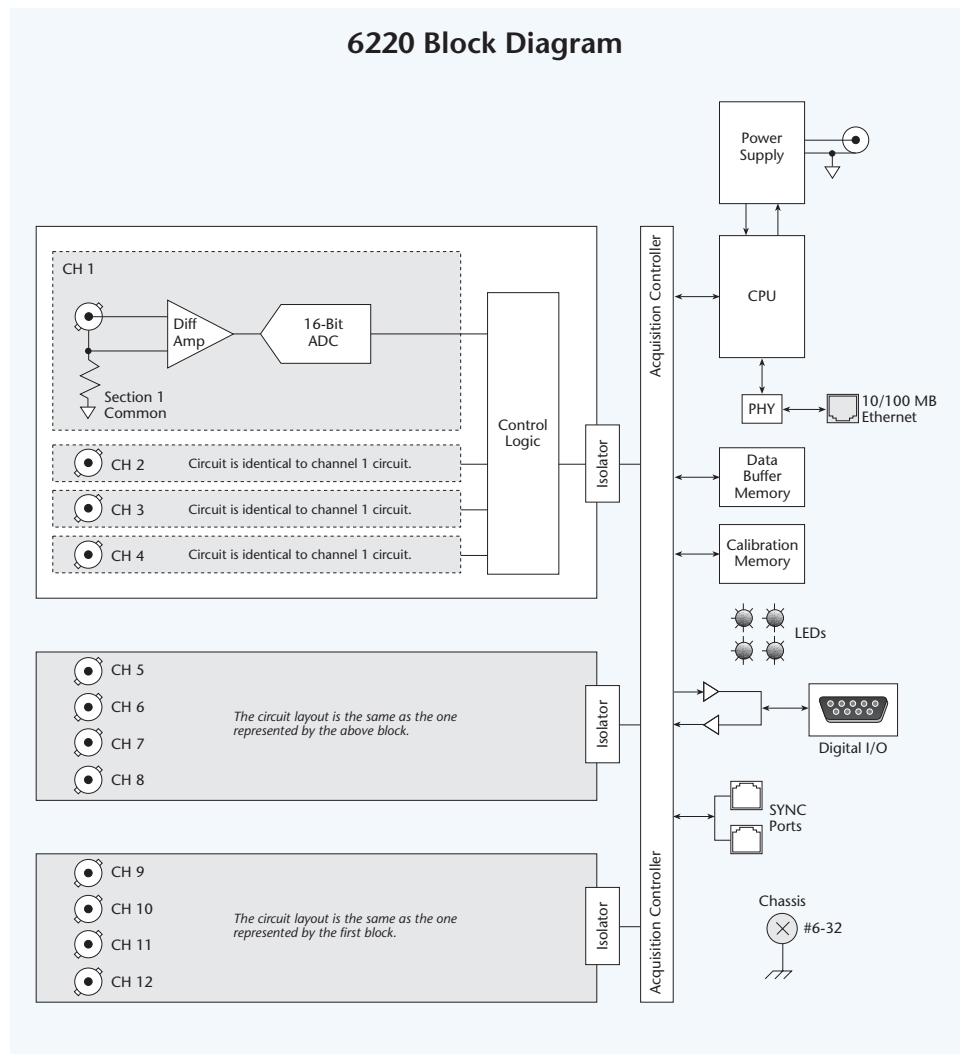 6220 Block Diagram
Power
Supply
Acquisition Controller
CPU
CH 1
Diff
Amp
16-Bit
ADC
Section 1
Common
Control
Logic
Isolator
PHY
10/100 MB
Ethernet
CH 2 Circuit is identical to channel 1 circuit.
CH 3 Circuit is identical to channel 1 circuit.
CH 4 Circuit is identical to channel 1 circuit.
Data
Buffer
Memory
Calibration
Memory
LEDs
CH 5
CH 6
CH 7
CH 8
The circuit layout is the same as the one
represented by the above block.
Isolator
Digital I/O
SYNC
Ports
CH 9
CH 10
CH 11
CH 12
The circuit layout is the same as the one
represented by the first block.
Isolator
Acquisition Controller
Chassis
#6-32